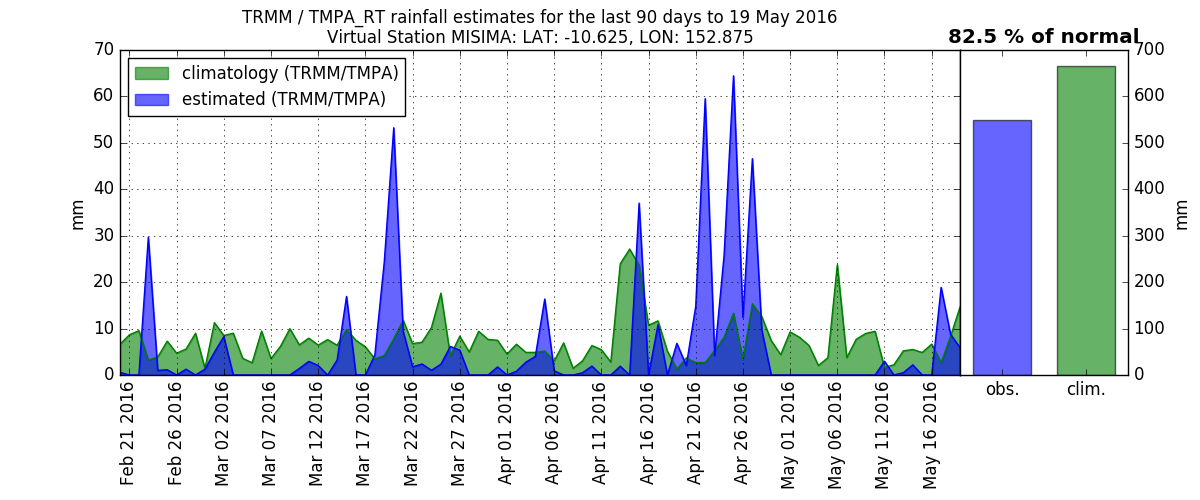 TRMM / TMPA_RT rainfall estimates for the last 90 days to 19 May 2016
Virtual Station MISIMA: LAT: -10.625, LON: 152.875
82.5 % of normal
climatology (TRMM/TMPA)
estimated (TRMM/TMPA)
mm
70
60
50
40
30
20
10
0
Feb 21 2016
Feb 26 2016
Mar 02 2016
Mar 07 2016
Mar 12 2016
Mar 17 2016
Mar 22 2016
Mar 27 2016
Apr 01 2016
Apr 06 2016
Apr 11 2016
Apr 16 2016
Apr 21 2016
Apr 26 2016
May 01 2016
May 06 2016
May 11 2016
May 16 2016
obs.
clim.
700
600
500
400
300
200
100
0
mm